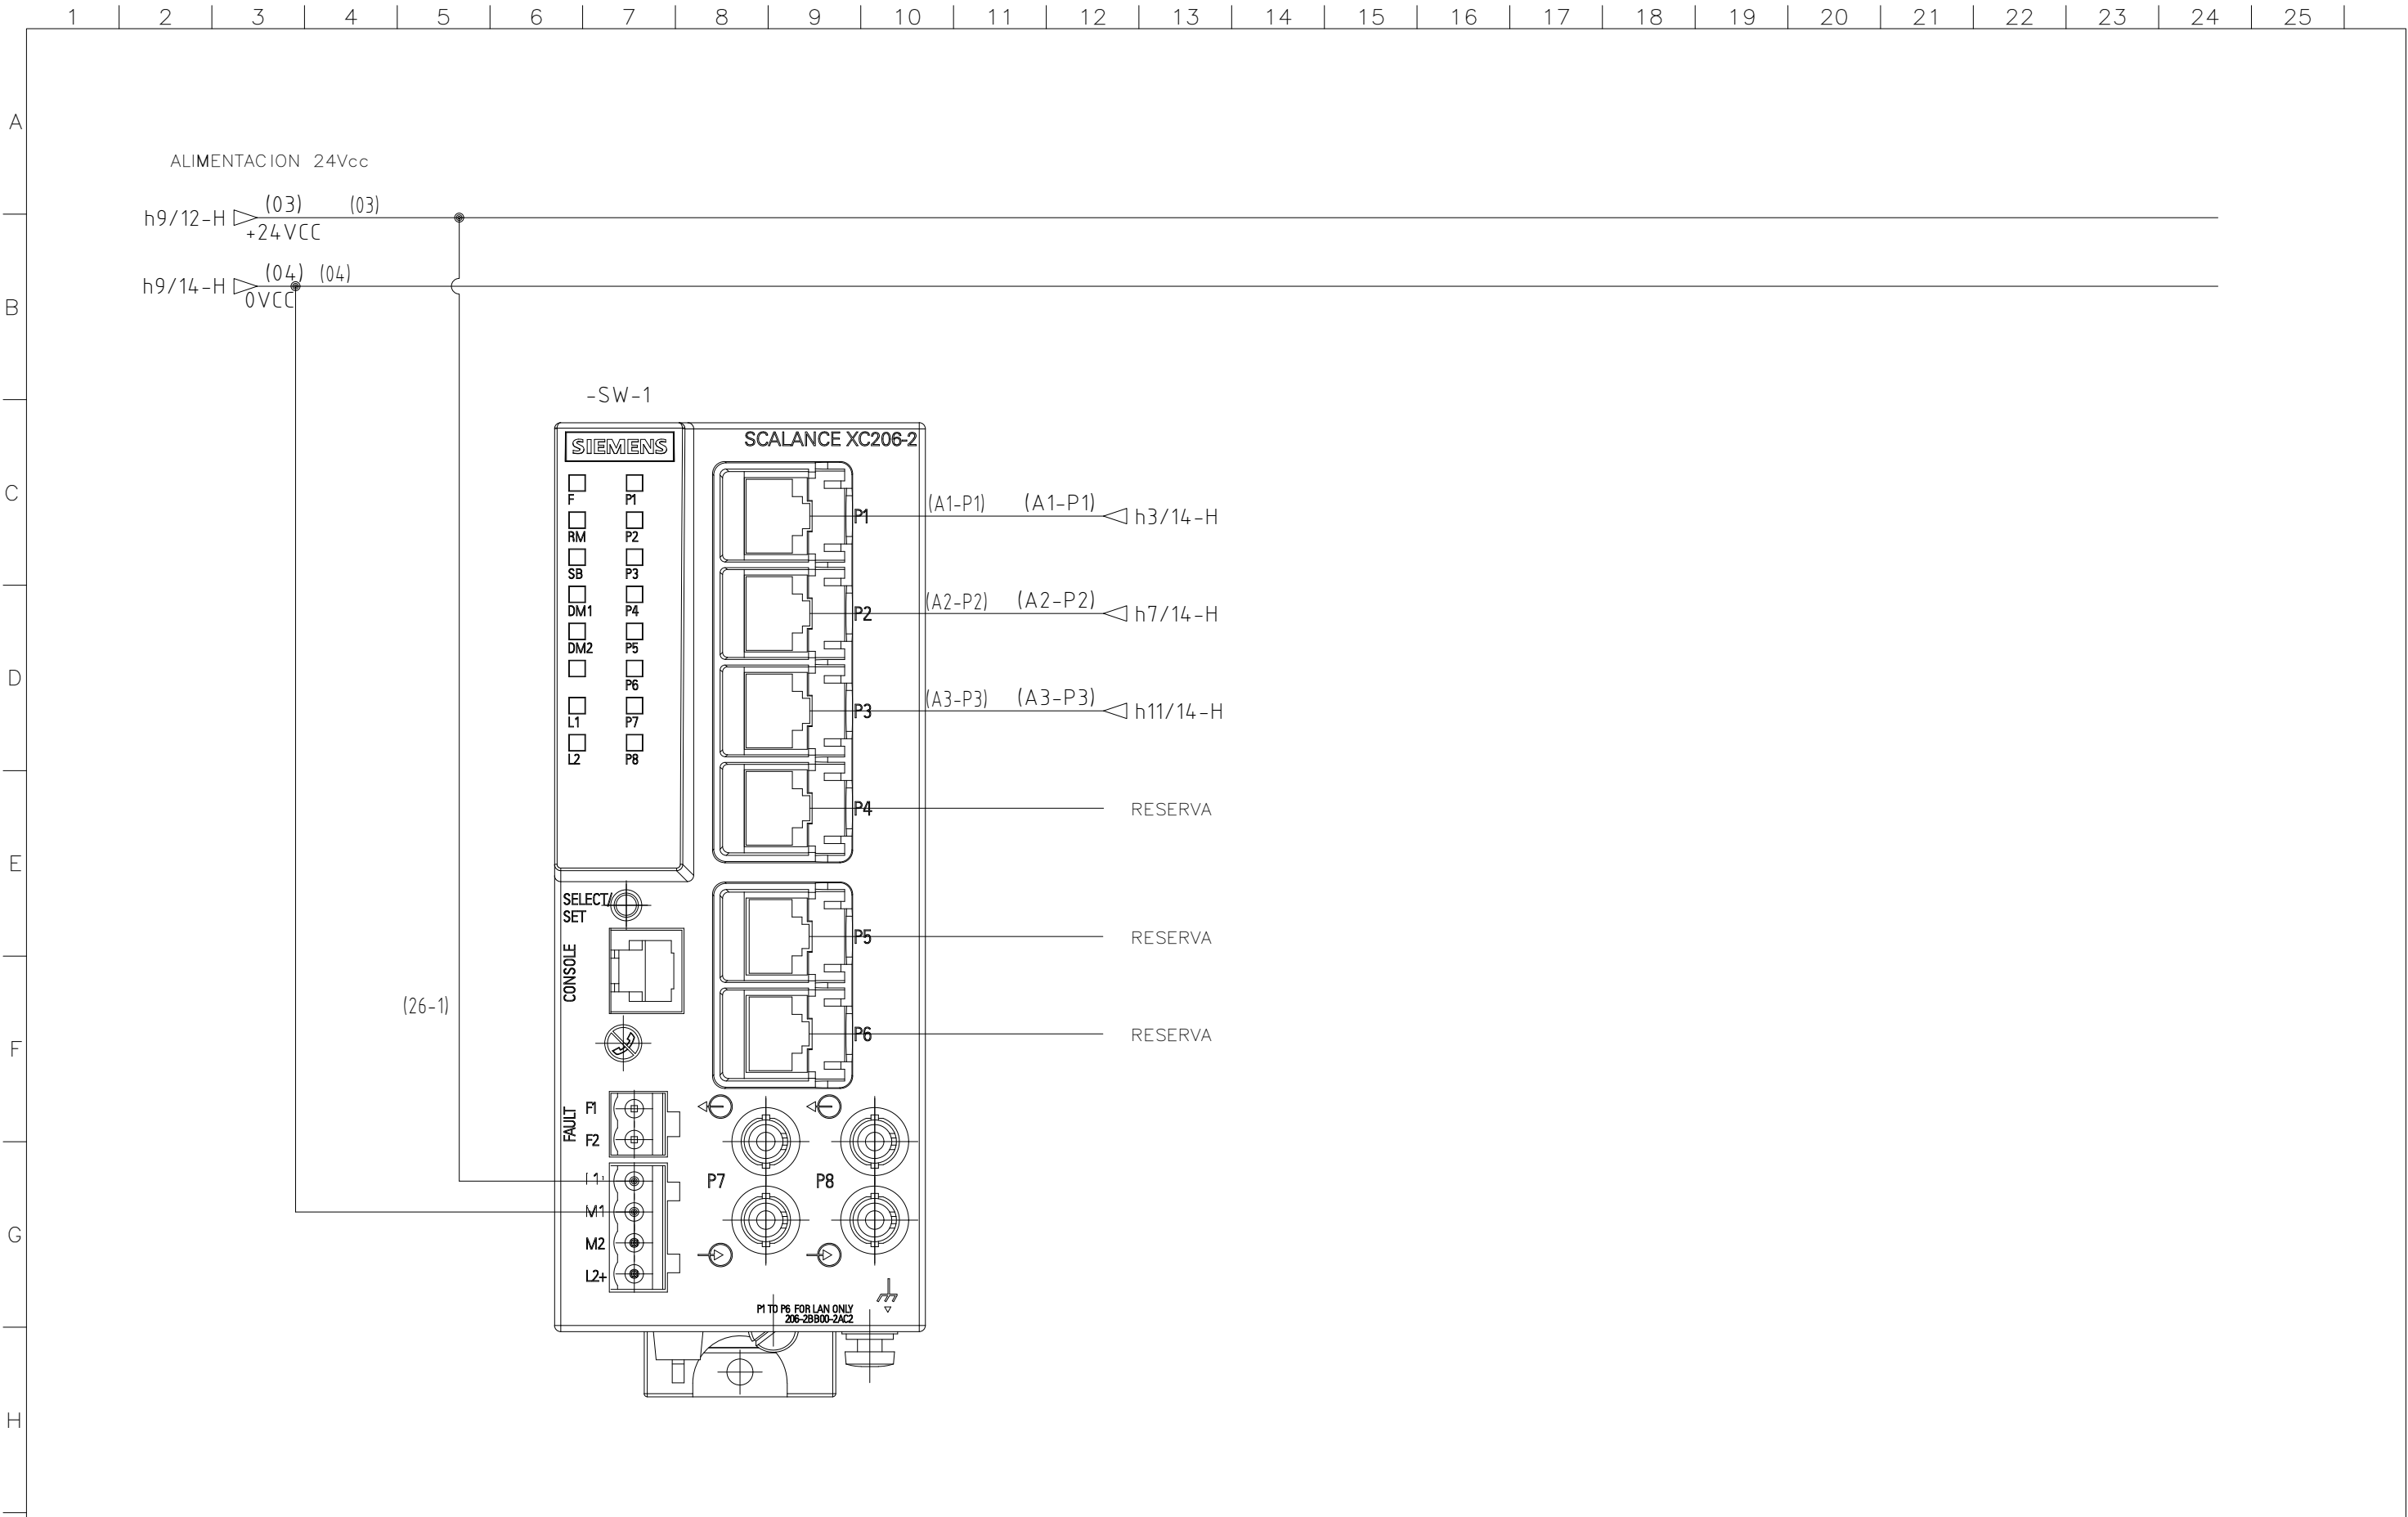 1 2 3 4 5 6 7 8 9 10 11 12 13 14 15 16 17 18 19 20 21 22 23 24 25
A
ALIMENTACION 24Vcc
(03) (03)
h9/12-H
+24VCC
(04) (04)
h9/14-H
0VCC
B
-SW-1
SIEMENS
SCALANCE XC206-2
C
F P1
RM P2
SB P3
DM1 P4
DM2 P5
P6
L1 P7
L2 P8
P1 (A1-P1) (A1-P1) h3/14-H
P2 (A2-P2) (A2-P2) h7/14-H
D
P3 (A3-P3) (A3-P3) h11/14-H
P4 RESERVA
E
SELECT/
SET
P5 RESERVA
CONSOLE
(26-1)
F
P6 RESERVA
FAULT
F1
F2
P7 P8
M1
G
M2
L2+
P1 TO P6 FOR LAN ONLY
206-2BB00-2AC2
H